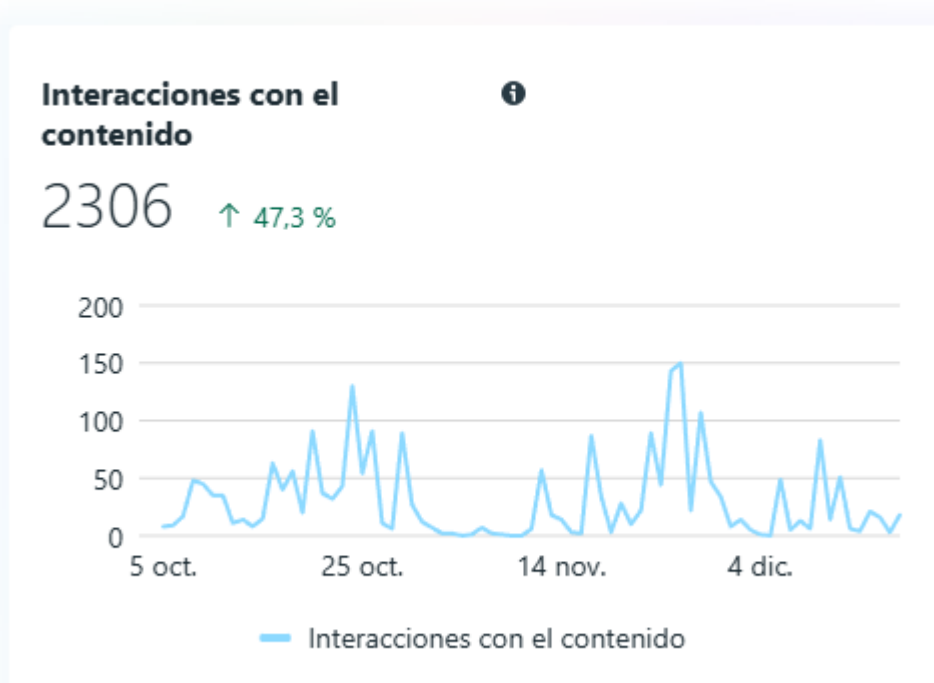 Interacciones con el
contenido
2306 ↑ 47,3 %
200
150
100
50
0
5 oct. 25 oct. 14 nov. 4 dic.
Interacciones con el contenido